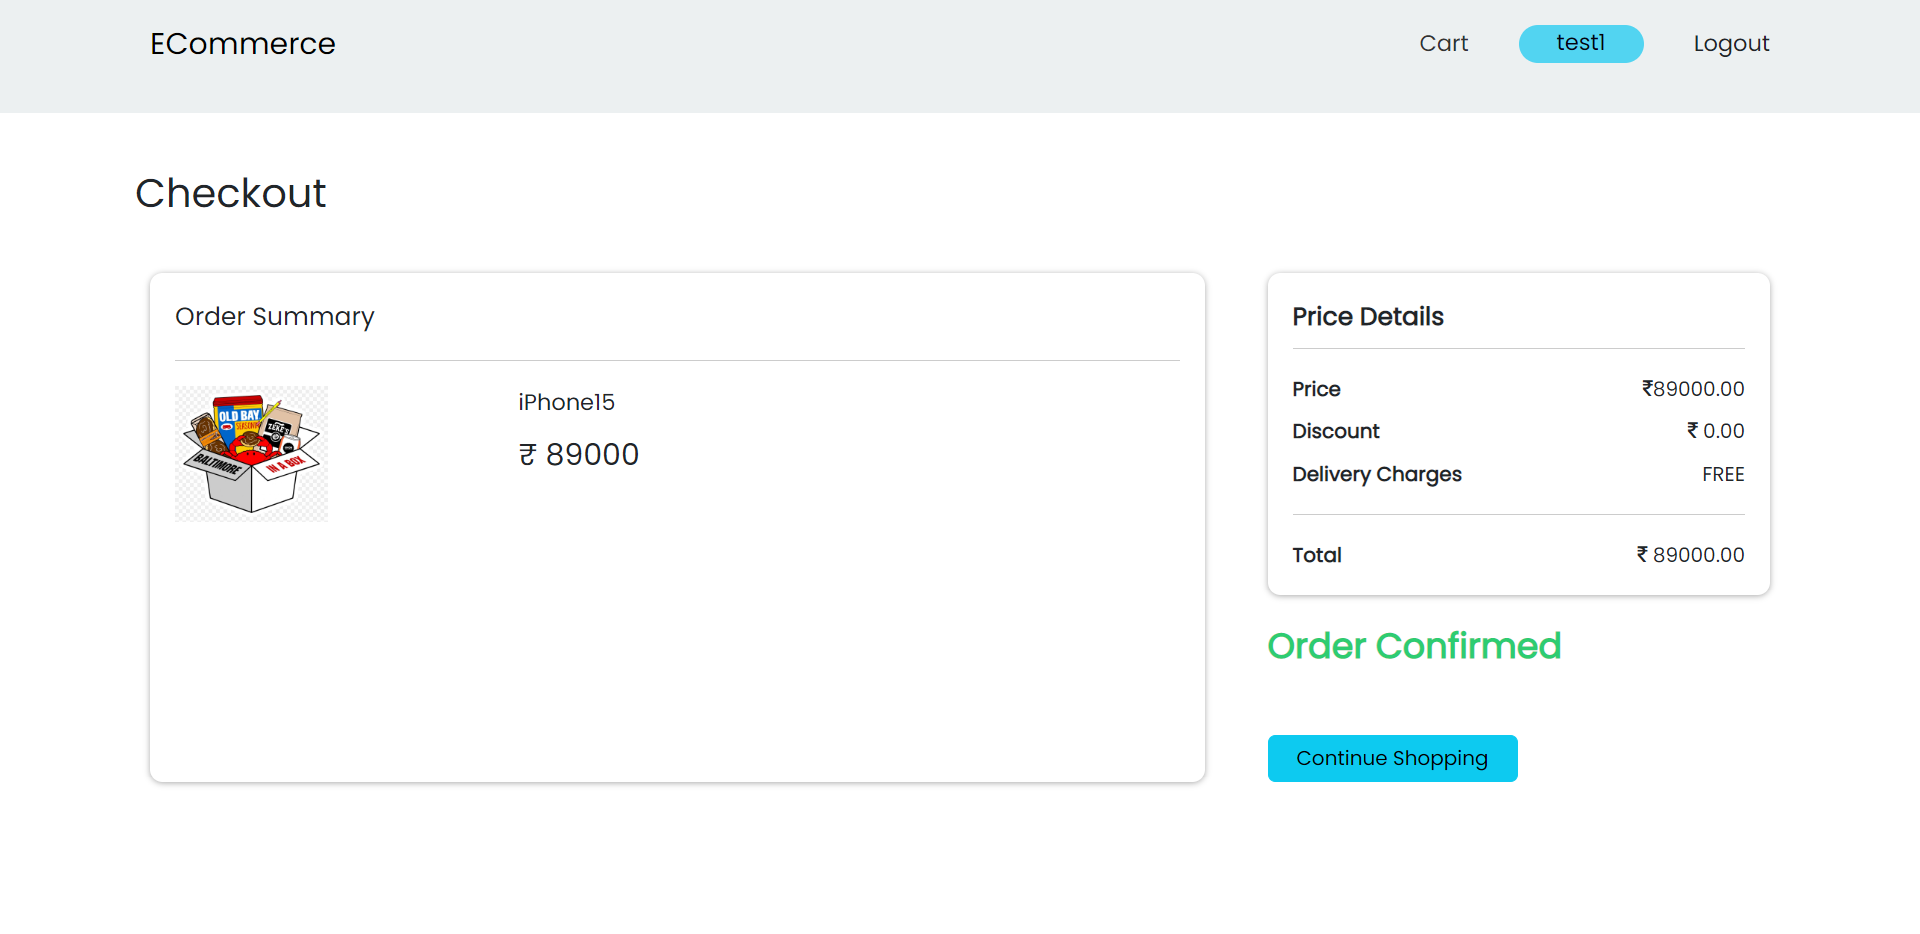 ECommerce
Cart
test1
Logout
Checkout
Order Summary
OLD BAY
SEASONING
ZEKE'S
BALTIMORE
IN A BOX
iPhone15
₹ 89000
Price Details
Price ₹89000.00
Discount ₹ 0.00
Delivery Charges FREE
Total ₹ 89000.00
Order Confirmed
Continue Shopping